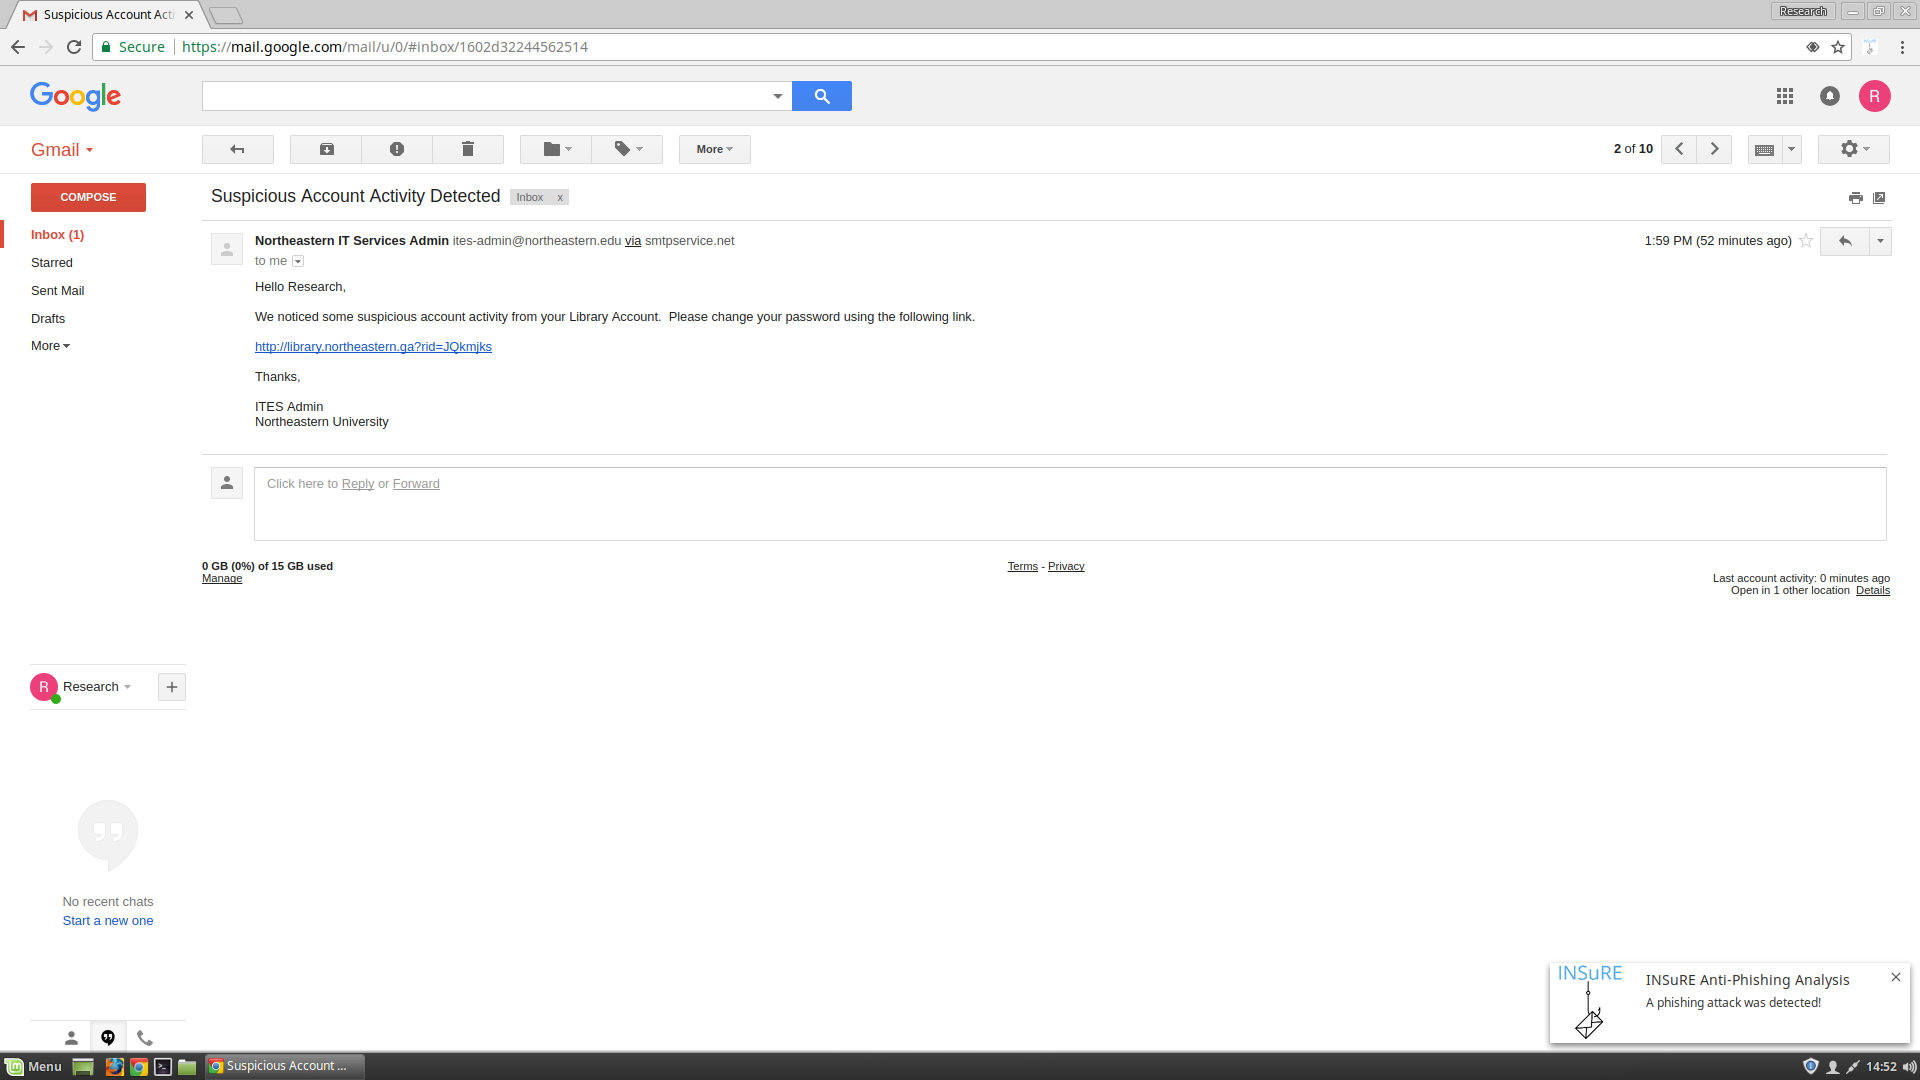 Suspicious Account Acti
Research
Secure https://mail.google.com/mail/u/0/#inbox/1602d32244562514
Google
R
Gmail
More
2 of 10
COMPOSE
Suspicious Account Activity Detected Inbox x
Inbox (1)
Starred
Sent Mail
Drafts
More
Northeastern IT Services Admin ites-admin@northeastern.edu via smtpservice.net
1:59 PM (52 minutes ago)
to me
Hello Research,
We noticed some suspicious account activity from your Library Account.  Please change your password using the following link.
http://library.northeastern.ga?rid=JQkmjks
Thanks,
ITES Admin
Northeastern University
Click here to Reply or Forward
0 GB (0%) of 15 GB used
Manage
Terms - Privacy
Last account activity: 0 minutes ago
Open in 1 other location  Details
R Research
No recent chats
Start a new one
INSuRE
INSuRE Anti-Phishing Analysis
A phishing attack was detected!
Menu
Suspicious Account ...
14:52